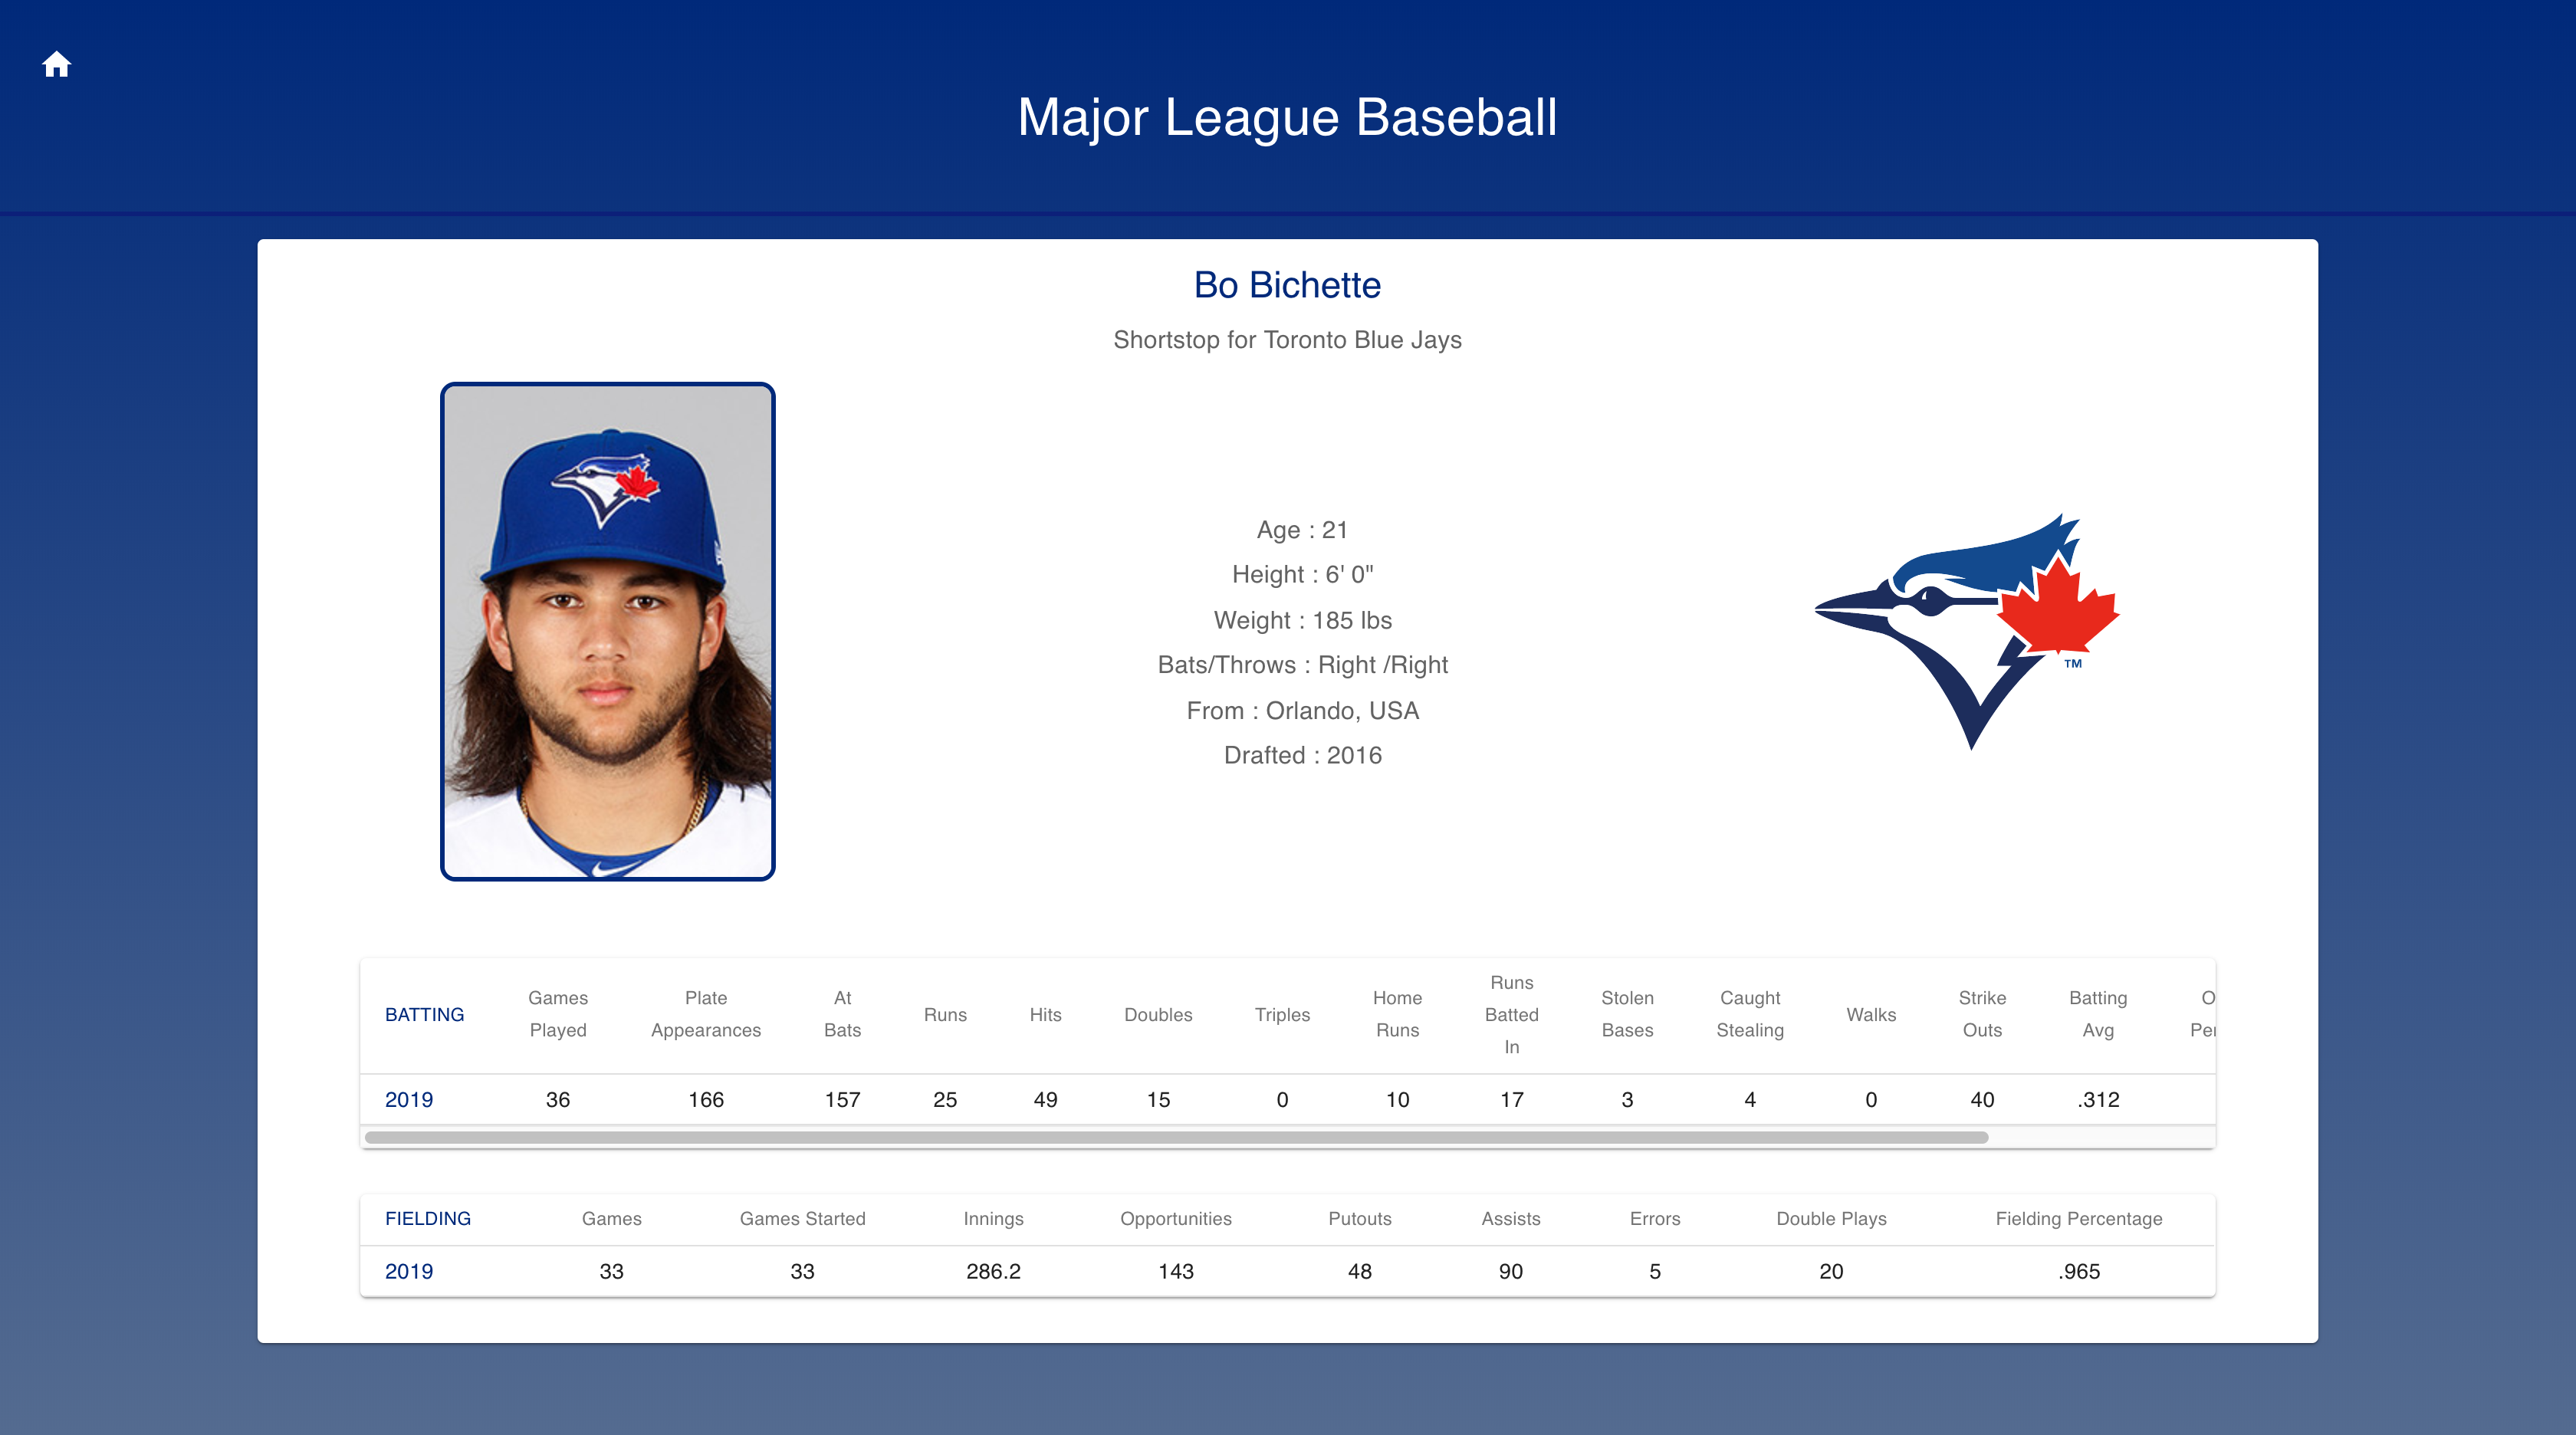 Major League Baseball
Bo Bichette
Shortstop for Toronto Blue Jays
Age : 21
Height : 6' 0"
Weight : 185 lbs
Bats/Throws : Right /Right
From : Orlando, USA
Drafted : 2016
TM
BATTING Games Played Plate Appearances At Bats Runs Hits Doubles Triples Home Runs Runs Batted In Stolen Bases Caught Stealing Walks Strike Outs Batting Avg
2019 36 166 157 25 49 15 0 10 17 3 4 0 40 .312
FIELDING Games Games Started Innings Opportunities Putouts Assists Errors Double Plays Fielding Percentage
2019 33 33 286.2 143 48 90 5 20 .965